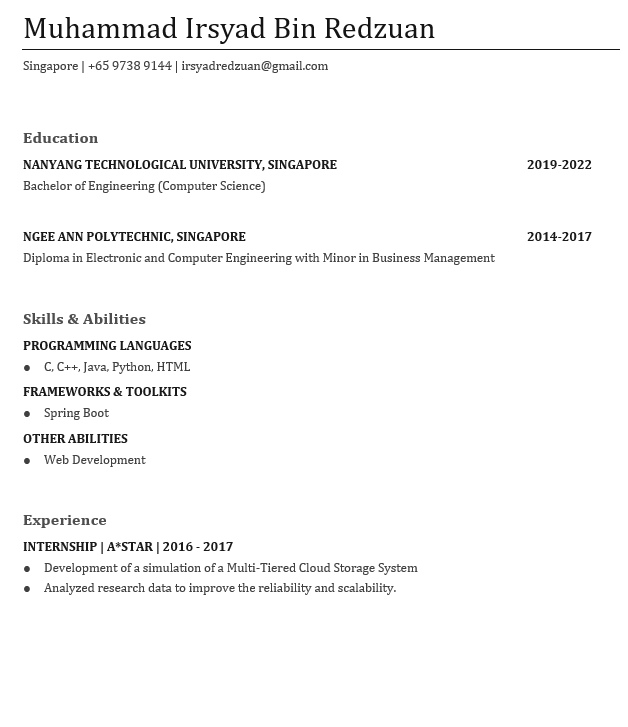 Muhammad Irsyad Bin Redzuan
Singapore | +65 9738 9144 | irsyadredzuan@gmail.com
Education
NANYANG TECHNOLOGICAL UNIVERSITY, SINGAPORE 2019-2022
Bachelor of Engineering (Computer Science)
NGEE ANN POLYTECHNIC, SINGAPORE 2014-2017
Diploma in Electronic and Computer Engineering with Minor in Business Management
Skills & Abilities
PROGRAMMING LANGUAGES
● C, C++, Java, Python, HTML
FRAMEWORKS & TOOLKITS
● Spring Boot
OTHER ABILITIES
● Web Development
Experience
INTERNSHIP | A*STAR | 2016 - 2017
● Development of a simulation of a Multi-Tiered Cloud Storage System
● Analyzed research data to improve the reliability and scalability.